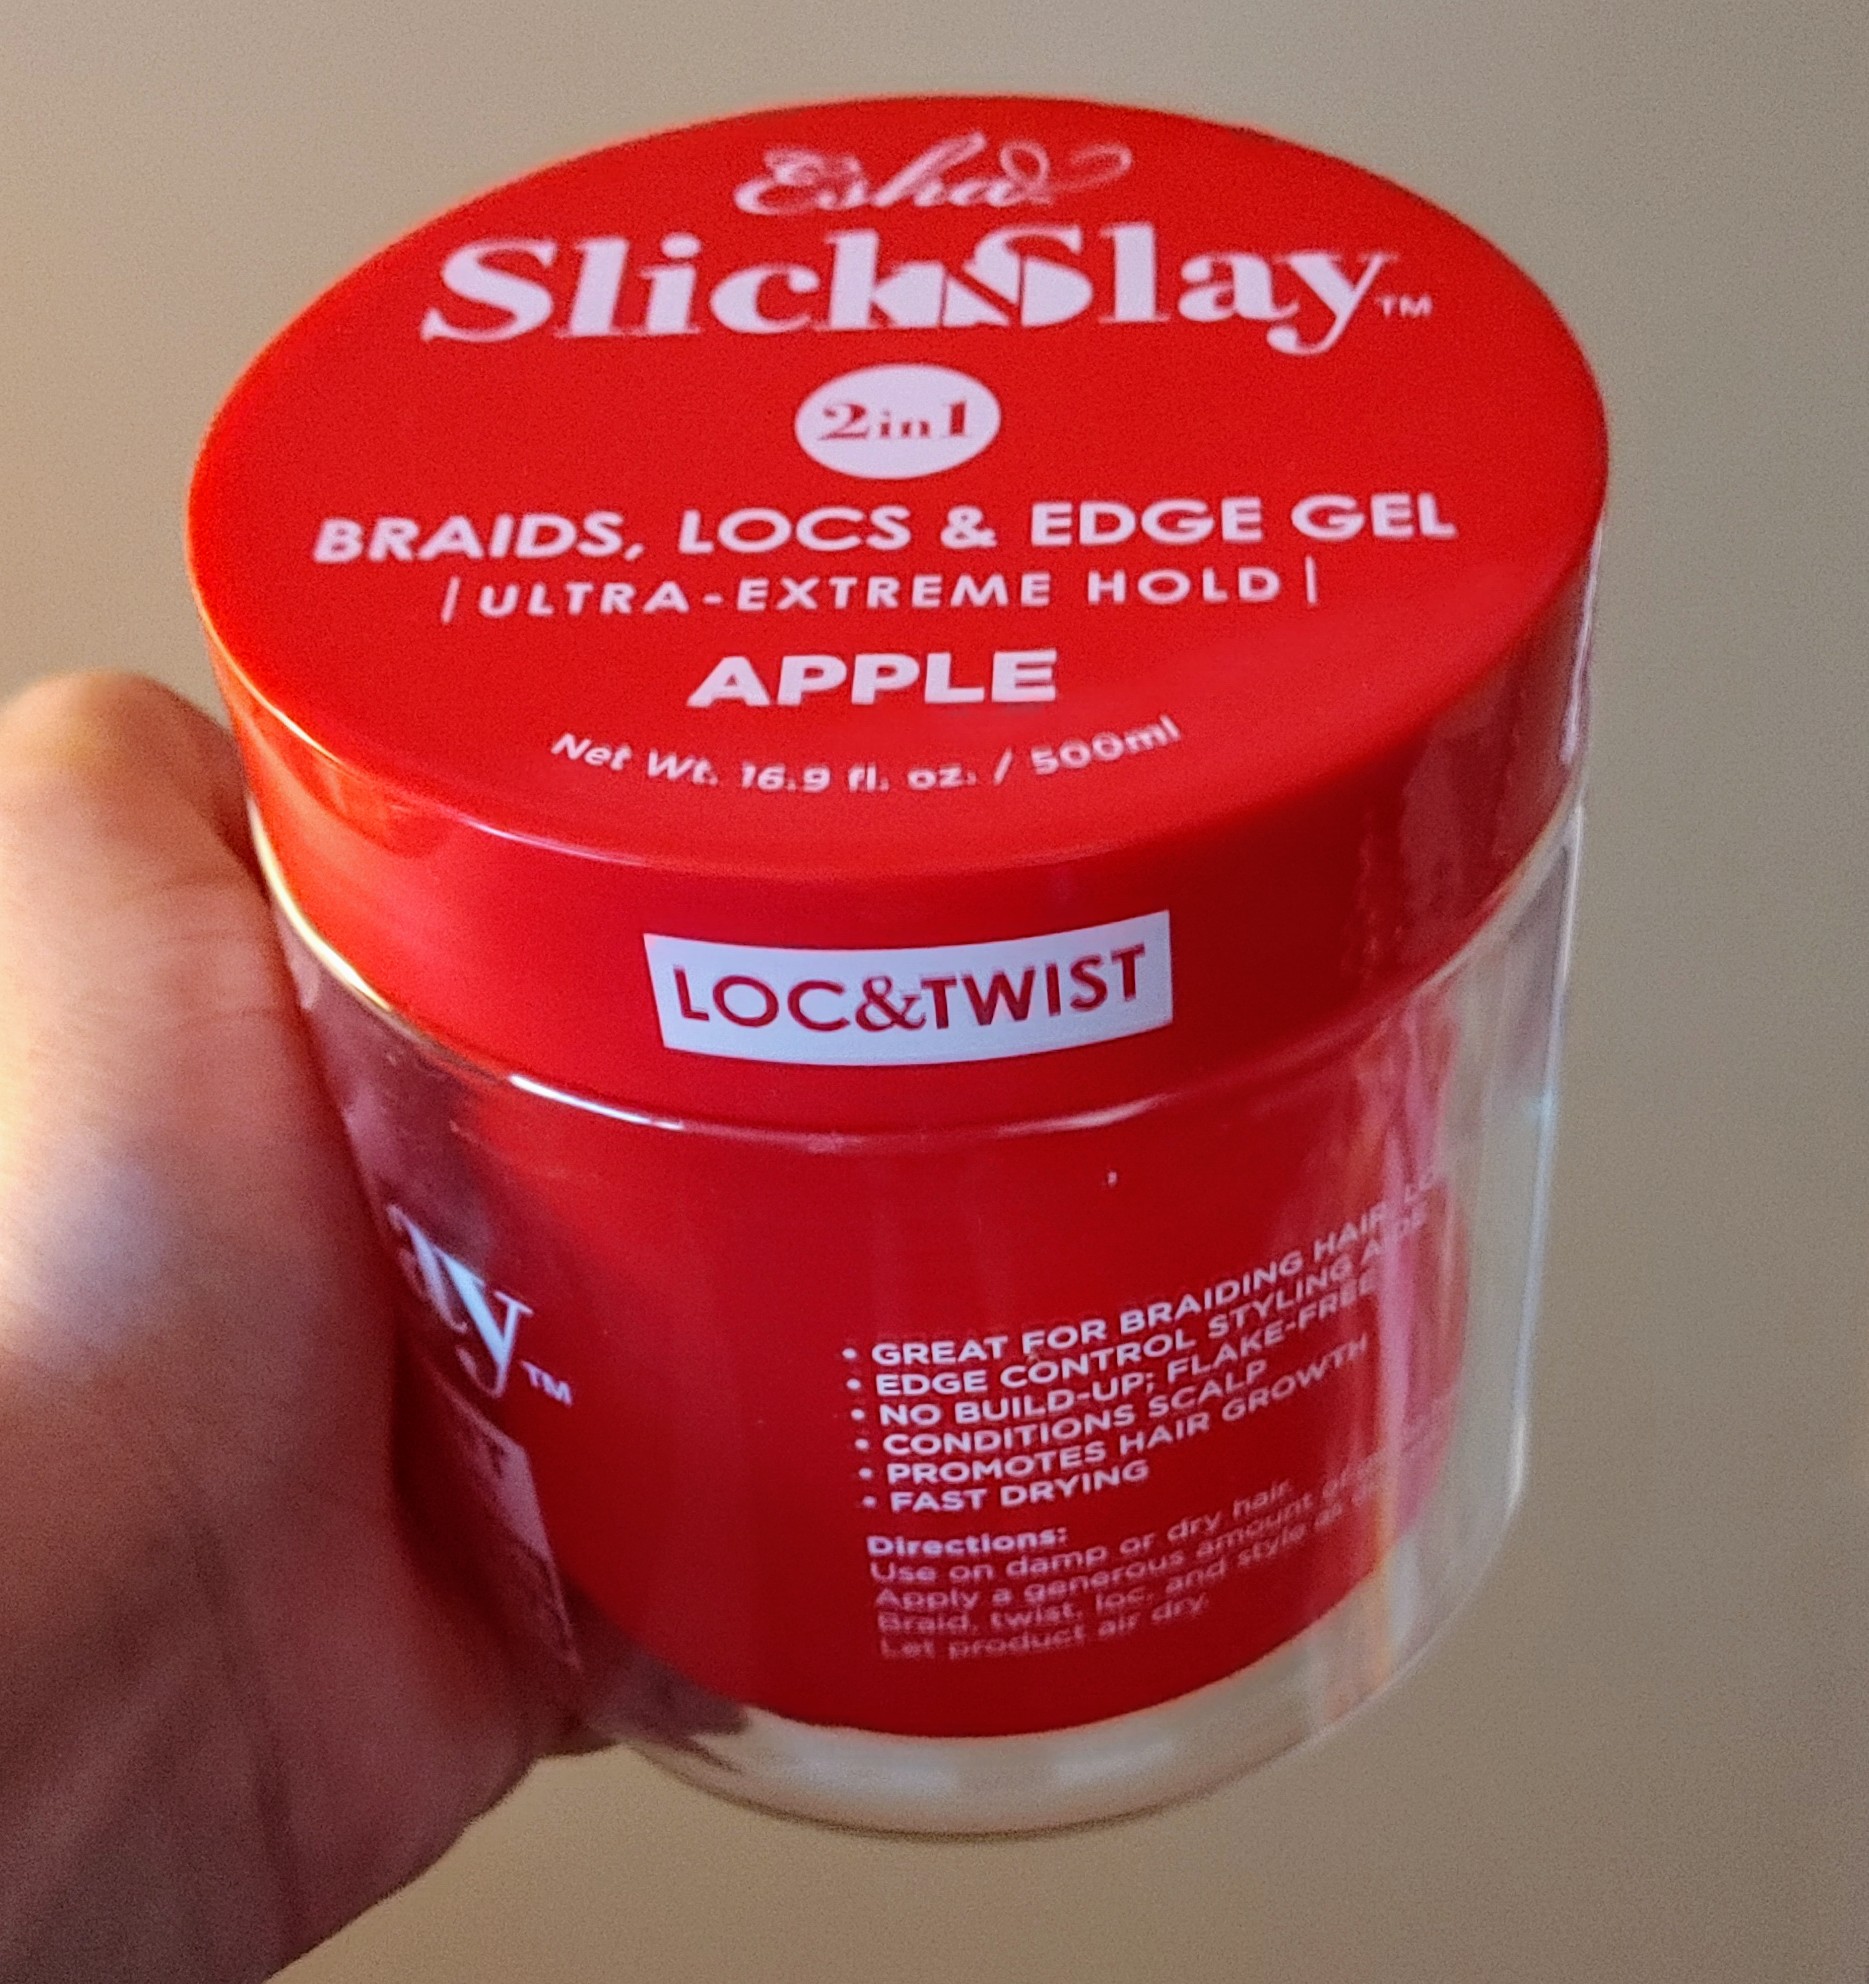 Esha
SlickNSlay™
2in1
BRAIDS, LOCS & EDGE GEL
|ULTRA-EXTREME HOLD|
APPLE
Net Wt. 16.9 fl. oz. / 500ml
LOC&TWIST
ay™
• GREAT FOR BRAIDING HAIR
• EDGE CONTROL STYLING
• NO BUILD-UP; FLAKE-FREE
• CONDITIONS SCALP
• PROMOTES HAIR GROWTH
• FAST DRYING
Directions:
Use on damp or dry hair.
Apply a generous amount
Braid, twist, loc, and style as
Let product air dry.